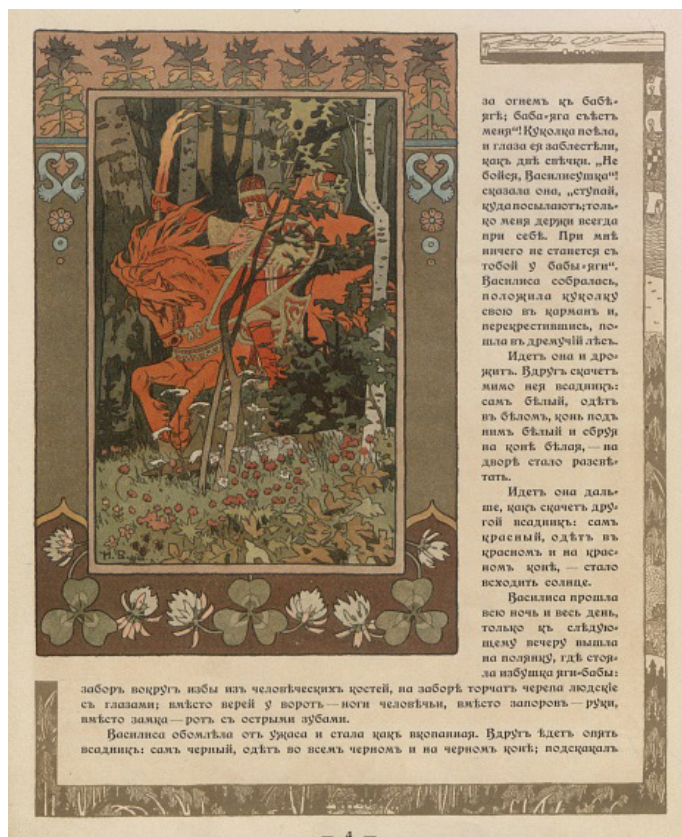 за огнемъ къ бабѣ-
ягѣ; баба-яга съѣстъ
меня“! Куколка поѣла,
и глаза ея заблестѣли,
какъ двѣ свѣчки. „Не
бойся, Василисушка“!
сказала она, „ступай,
куда посылаютъ; толь-
ко меня держи всегда
при себѣ. При мнѣ
ничего не станется съ
тобой у бабы-яги“.
Василиса собралась,
положила куколку
свою въ карманъ и,
перекрестившись, по-
шла въ дремучій лѣсъ.
Идетъ она и дро-
житъ. Вдругъ скачетъ
мимо нея всадникъ:
самъ бѣлый, одѣтъ
въ бѣломъ, конь подъ
нимъ бѣлый и сбруя
на конѣ бѣлая, — на
дворѣ стало разсвѣ-
тать.
Идетъ она даль-
ше, какъ скачетъ дру-
гой всадникъ: самъ
красный, одѣтъ въ
красномъ и на крас-
номъ конѣ, — стало
всходить солнце.
Василиса прошла
всю ночь и весь день,
только къ слѣдую-
щему вечеру вышла
на полянку, гдѣ стоя-
ла избушка яги-бабы:
заборъ вокругъ избы изъ человѣческихъ костей, на заборѣ торчатъ черепа людскіе
съ глазами; вмѣсто верей у воротъ — ноги человѣчьи, вмѣсто запоровъ — руки,
вмѣсто замка — ротъ съ острыми зубами.
Василиса обомлѣла отъ ужаса и стала какъ вкопанная. Вдругъ ѣдетъ опять
всадникъ: самъ черный, одѣтъ во всемъ черномъ и на черномъ конѣ; подскакалъ
И. Б.
— 4 —